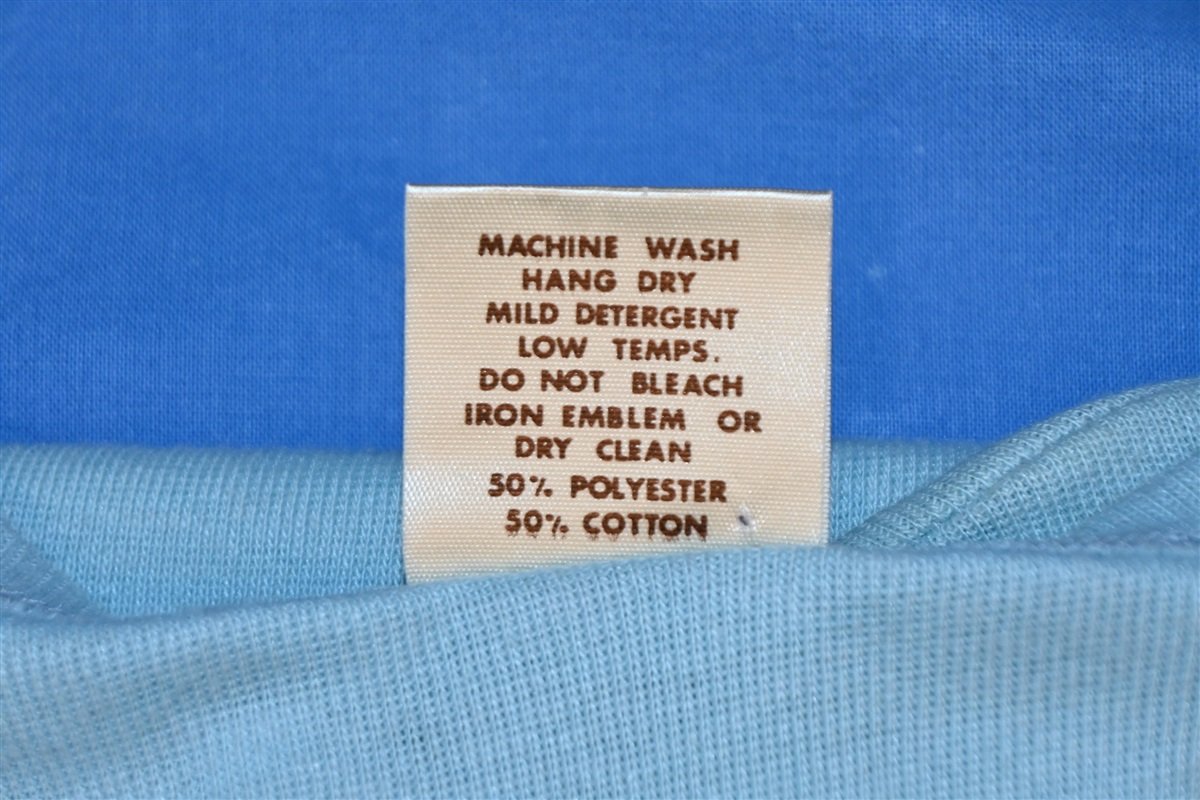 MACHINE WASH
HANG DRY
MILD DETERGENT
LOW TEMPS.
DO NOT BLEACH
IRON EMBLEM OR
DRY CLEAN
50% POLYESTER
50% COTTON